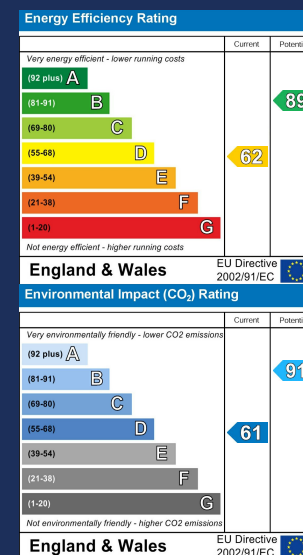 Energy Efficiency Rating
Current Potenti
Very energy efficient - lower running costs
(92 plus) A
(81-91) B
89
(69-80) C
(55-68) D
62
(39-54) E
(21-38) F
(1-20) G
Not energy efficient - higher running costs
England & Wales
EU Directive
2002/91/EC
Environmental Impact (CO₂) Rating
Current Potenti
Very environmentally friendly - lower CO2 emissions
(92 plus) A
(81-91) B
91
(69-80) C
(55-68) D
61
(39-54) E
(21-38) F
(1-20) G
Not environmentally friendly - higher CO2 emissions
England & Wales
EU Directive
2002/91/EC